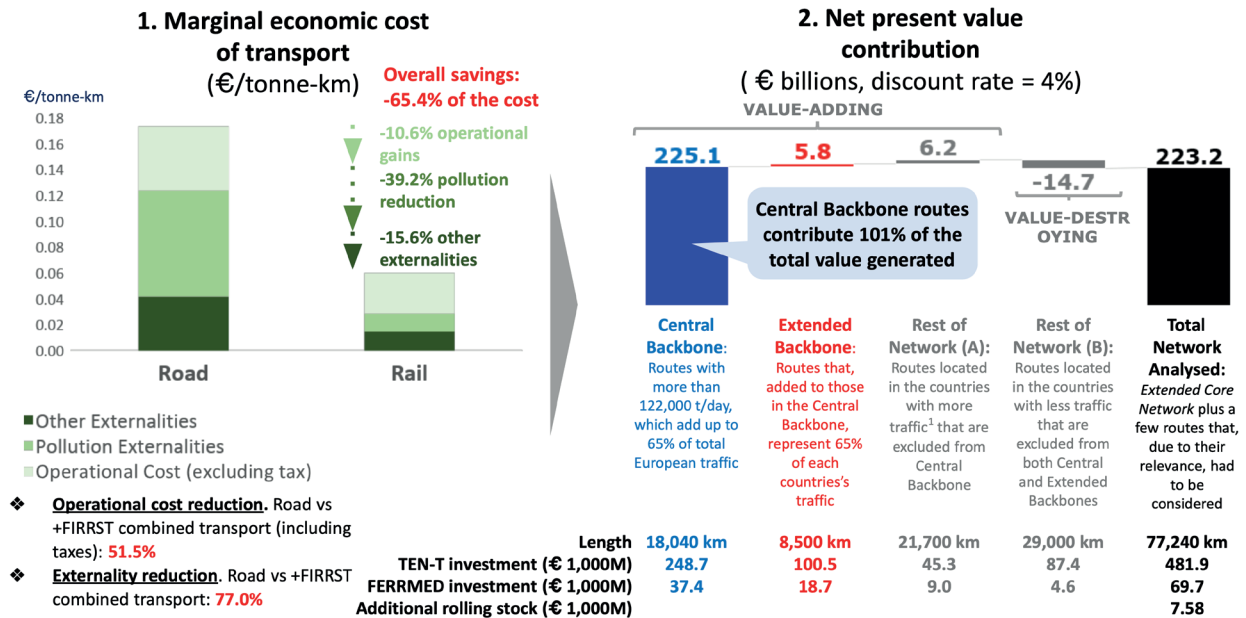 1. Marginal economic cost
of transport
(€/tonne-km)
€/tonne-km
0.18
0.16
0.14
0.12
0.10
0.08
0.06
0.04
0.02
0.00
Overall savings:
-65.4% of the cost
-10.6% operational
gains
-39.2% pollution
reduction
-15.6% other
externalities
Road
Rail
Other Externalities
Pollution Externalities
Operational Cost (excluding tax)
❖ Operational cost reduction. Road vs
+FIRRST combined transport (including
taxes): 51.5%
❖ Externality reduction. Road vs +FIRRST
combined transport: 77.0%
2. Net present value
contribution
( € billions, discount rate = 4%)
VALUE-ADDING
225.1
5.8
6.2
-14.7
223.2
VALUE-DESTR
OYING
Central Backbone routes
contribute 101% of the
total value generated
Central
Backbone:
Routes with
more than
122,000 t/day,
which add up to
65% of total
European traffic
Extended
Backbone:
Routes that,
added to those
in the Central
Backbone,
represent 65%
of each
countries's
traffic
Rest of
Network (A):
Routes located
in the countries
with more
traffic¹ that are
excluded from
Central
Backbone
Rest of
Network (B):
Routes located
in the countries
with less traffic
that are
excluded from
both Central
and Extended
Backbones
Total
Network
Analysed:
Extended Core
Network plus a
few routes that,
due to their
relevance, had
to be
considered
Length 18,040 km 8,500 km 21,700 km 29,000 km 77,240 km
TEN-T investment (€ 1,000M) 248.7 100.5 45.3 87.4 481.9
FERRMED investment (€ 1,000M) 37.4 18.7 9.0 4.6 69.7
Additional rolling stock (€ 1,000M) 7.58